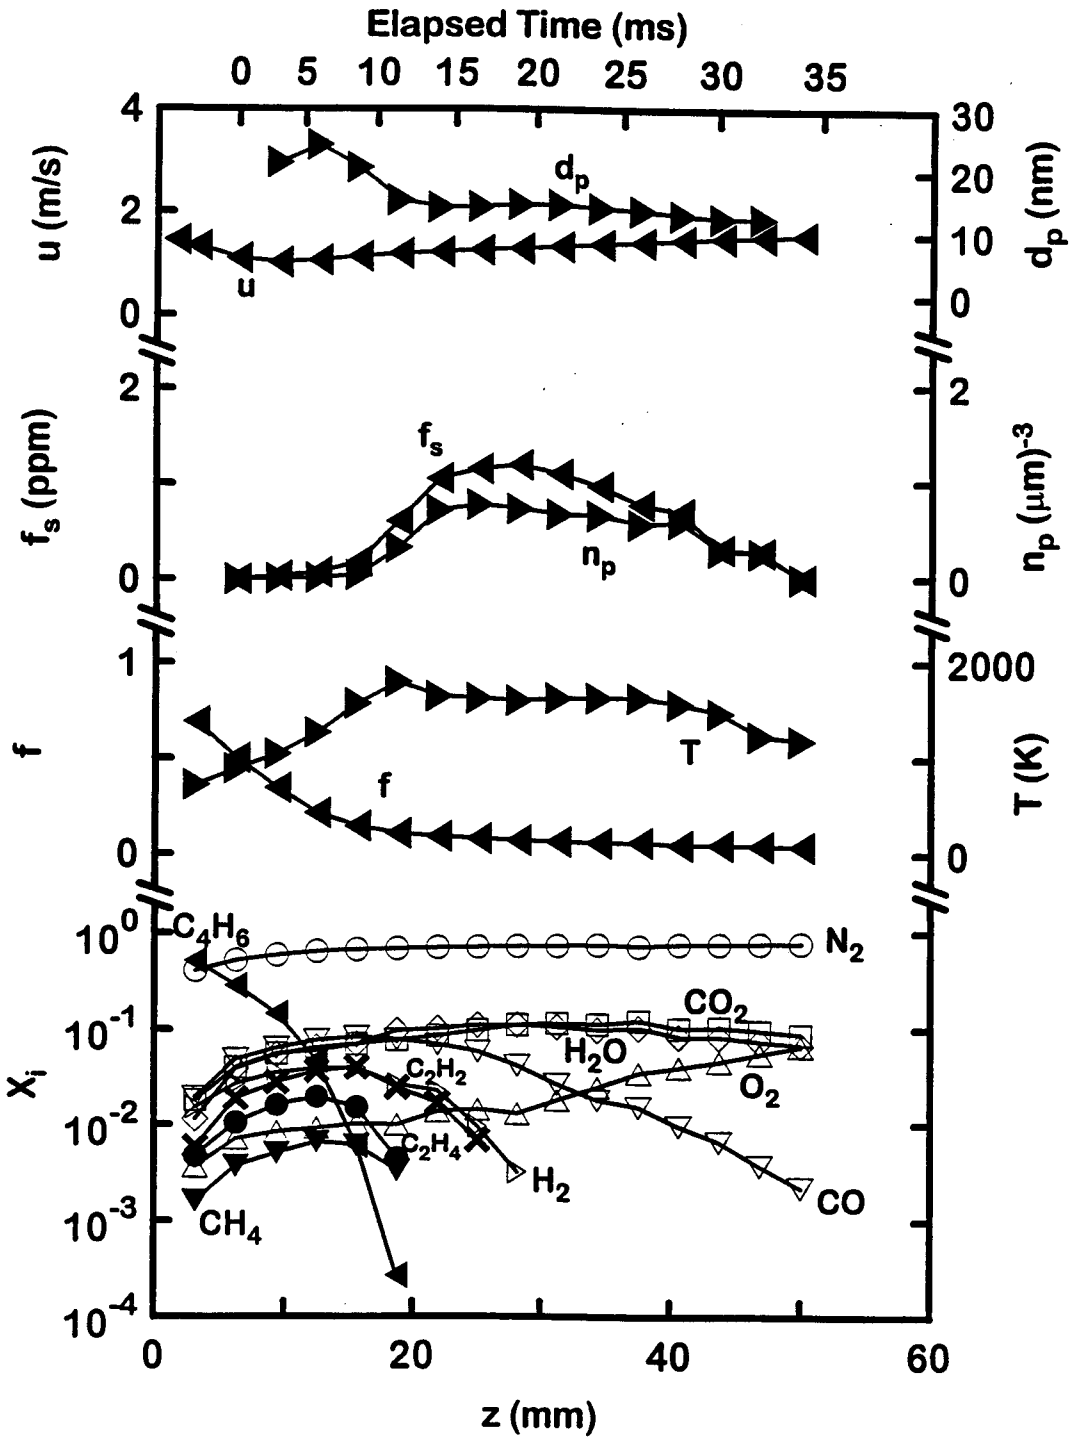 Elapsed Time (ms)
0 5 10 15 20 25 30 35
4 30
20
2 10
0 0
u (m/s)
d_p (nm)
d_p
u
2 2
0 0
f_s (ppm)
n_p (μm)^-3
f_s
n_p
1 2000
0 0
f
T (K)
T
f
10^0
10^-1
10^-2
10^-3
10^-4
X_i
C_4H_6
N_2
CO_2
H_2O
C_2H_2
O_2
C_2H_4
H_2
CO
CH_4
0 20 40 60
z (mm)